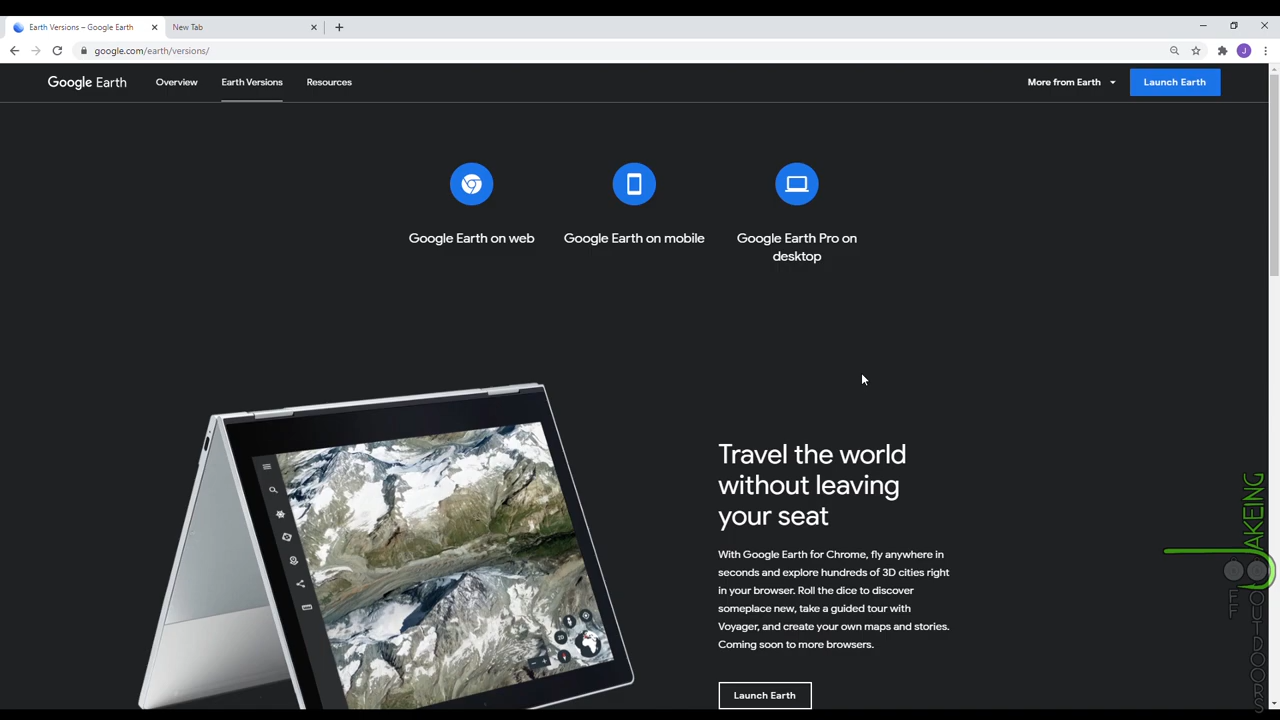 Earth Versions – Google Earth
New Tab
google.com/earth/versions/
J
Google Earth
Overview
Earth Versions
Resources
More from Earth
Launch Earth
Google Earth on web
Google Earth on mobile
Google Earth Pro on
desktop
Travel the world
without leaving
your seat
With Google Earth for Chrome, fly anywhere in
seconds and explore hundreds of 3D cities right
in your browser. Roll the dice to discover
someplace new, take a guided tour with
Voyager, and create your own maps and stories.
Coming soon to more browsers.
Launch Earth
JAKEING
OFF
OUTDOORS